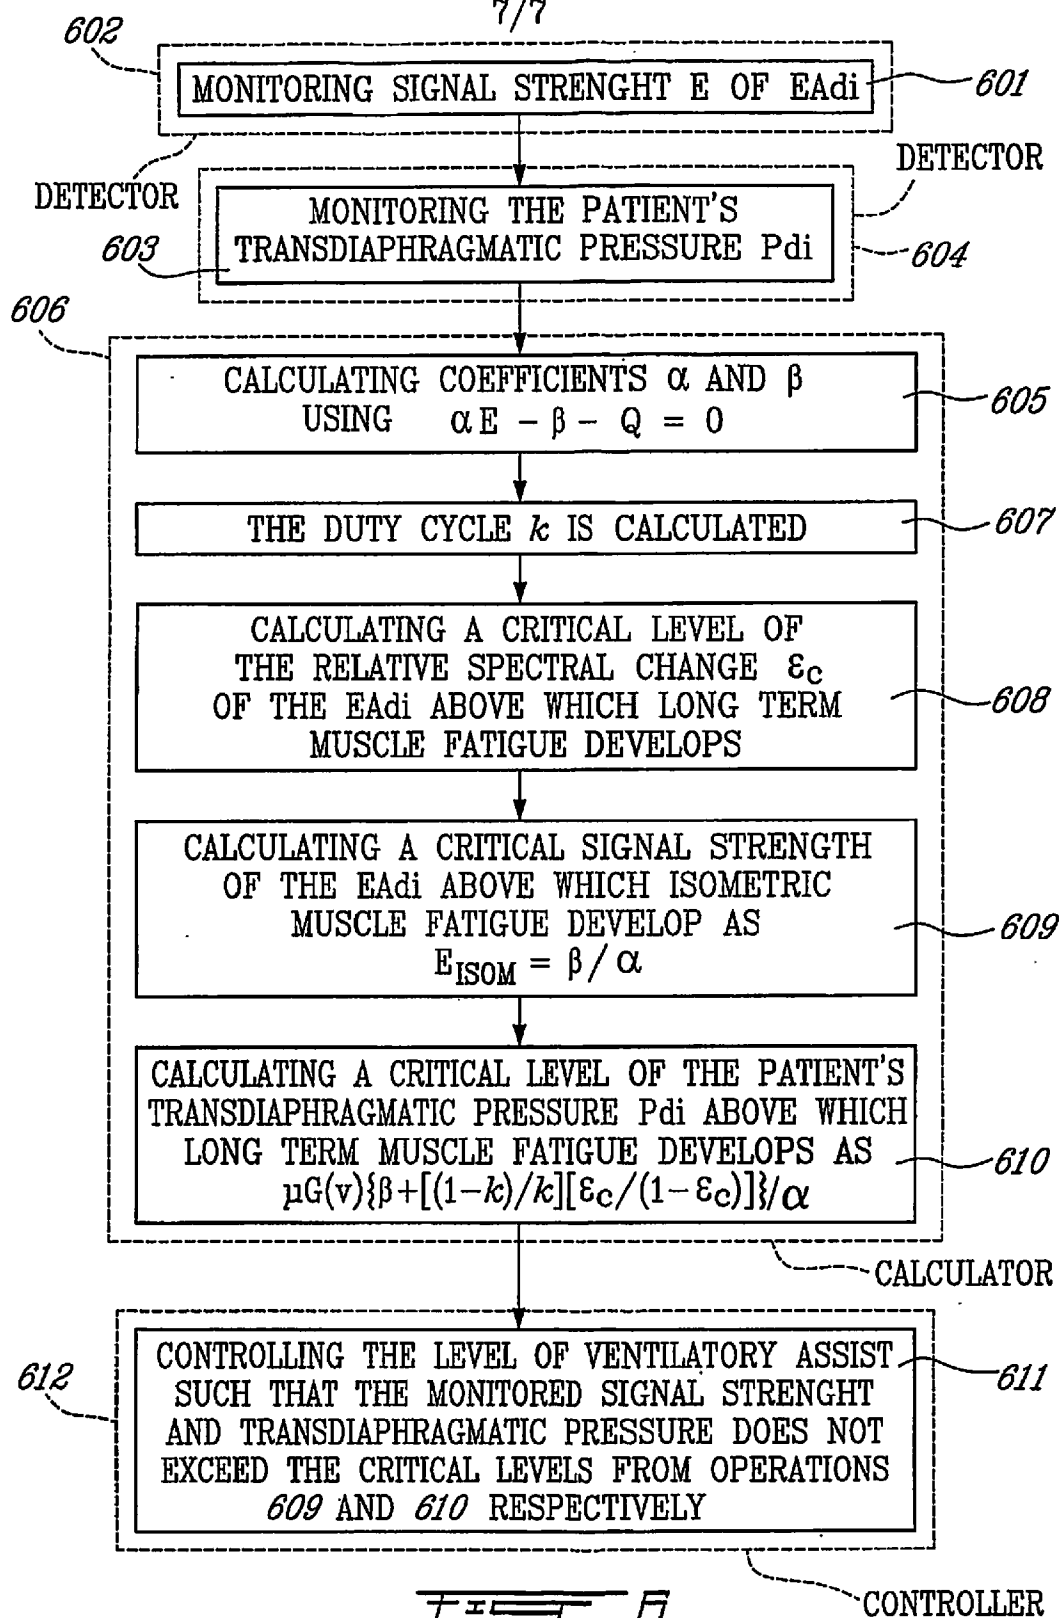 7/7
602
MONITORING SIGNAL STRENGHT E OF EAdi
601
DETECTOR
DETECTOR
MONITORING THE PATIENT'S
TRANSDIAPHRAGMATIC PRESSURE Pdi
603
604
606
CALCULATING COEFFICIENTS α AND β
USING αE - β - Q = 0
605
THE DUTY CYCLE k IS CALCULATED
607
CALCULATING A CRITICAL LEVEL OF
THE RELATIVE SPECTRAL CHANGE εc
OF THE EAdi ABOVE WHICH LONG TERM
MUSCLE FATIGUE DEVELOPS
608
CALCULATING A CRITICAL SIGNAL STRENGTH
OF THE EAdi ABOVE WHICH ISOMETRIC
MUSCLE FATIGUE DEVELOP AS
EISOM = β/α
609
CALCULATING A CRITICAL LEVEL OF THE PATIENT'S
TRANSDIAPHRAGMATIC PRESSURE Pdi ABOVE WHICH
LONG TERM MUSCLE FATIGUE DEVELOPS AS
μG(v){β+[(1-k)/k][εc/(1-εc)]}/α
610
CALCULATOR
612
CONTROLLING THE LEVEL OF VENTILATORY ASSIST
SUCH THAT THE MONITORED SIGNAL STRENGHT
AND TRANSDIAPHRAGMATIC PRESSURE DOES NOT
EXCEED THE CRITICAL LEVELS FROM OPERATIONS
609 AND 610 RESPECTIVELY
611
CONTROLLER